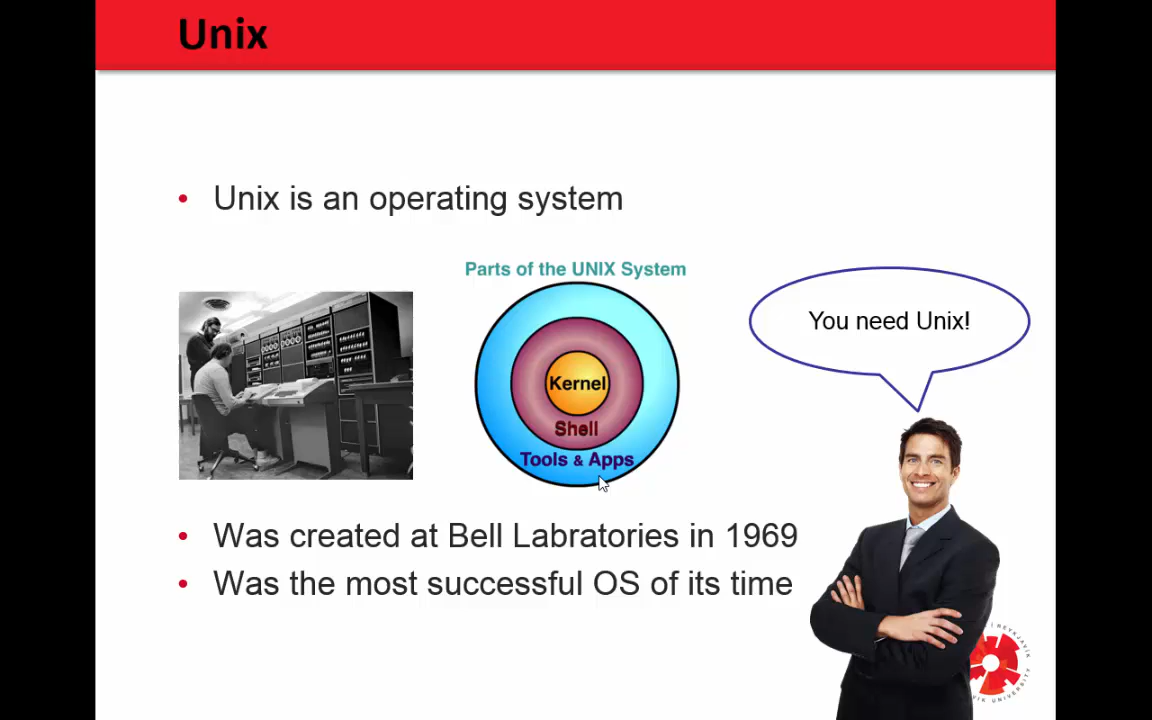 Unix
• Unix is an operating system
Parts of the UNIX System
You need Unix!
Kernel
Shell
Tools & Apps
• Was created at Bell Labratories in 1969
• Was the most successful OS of its time